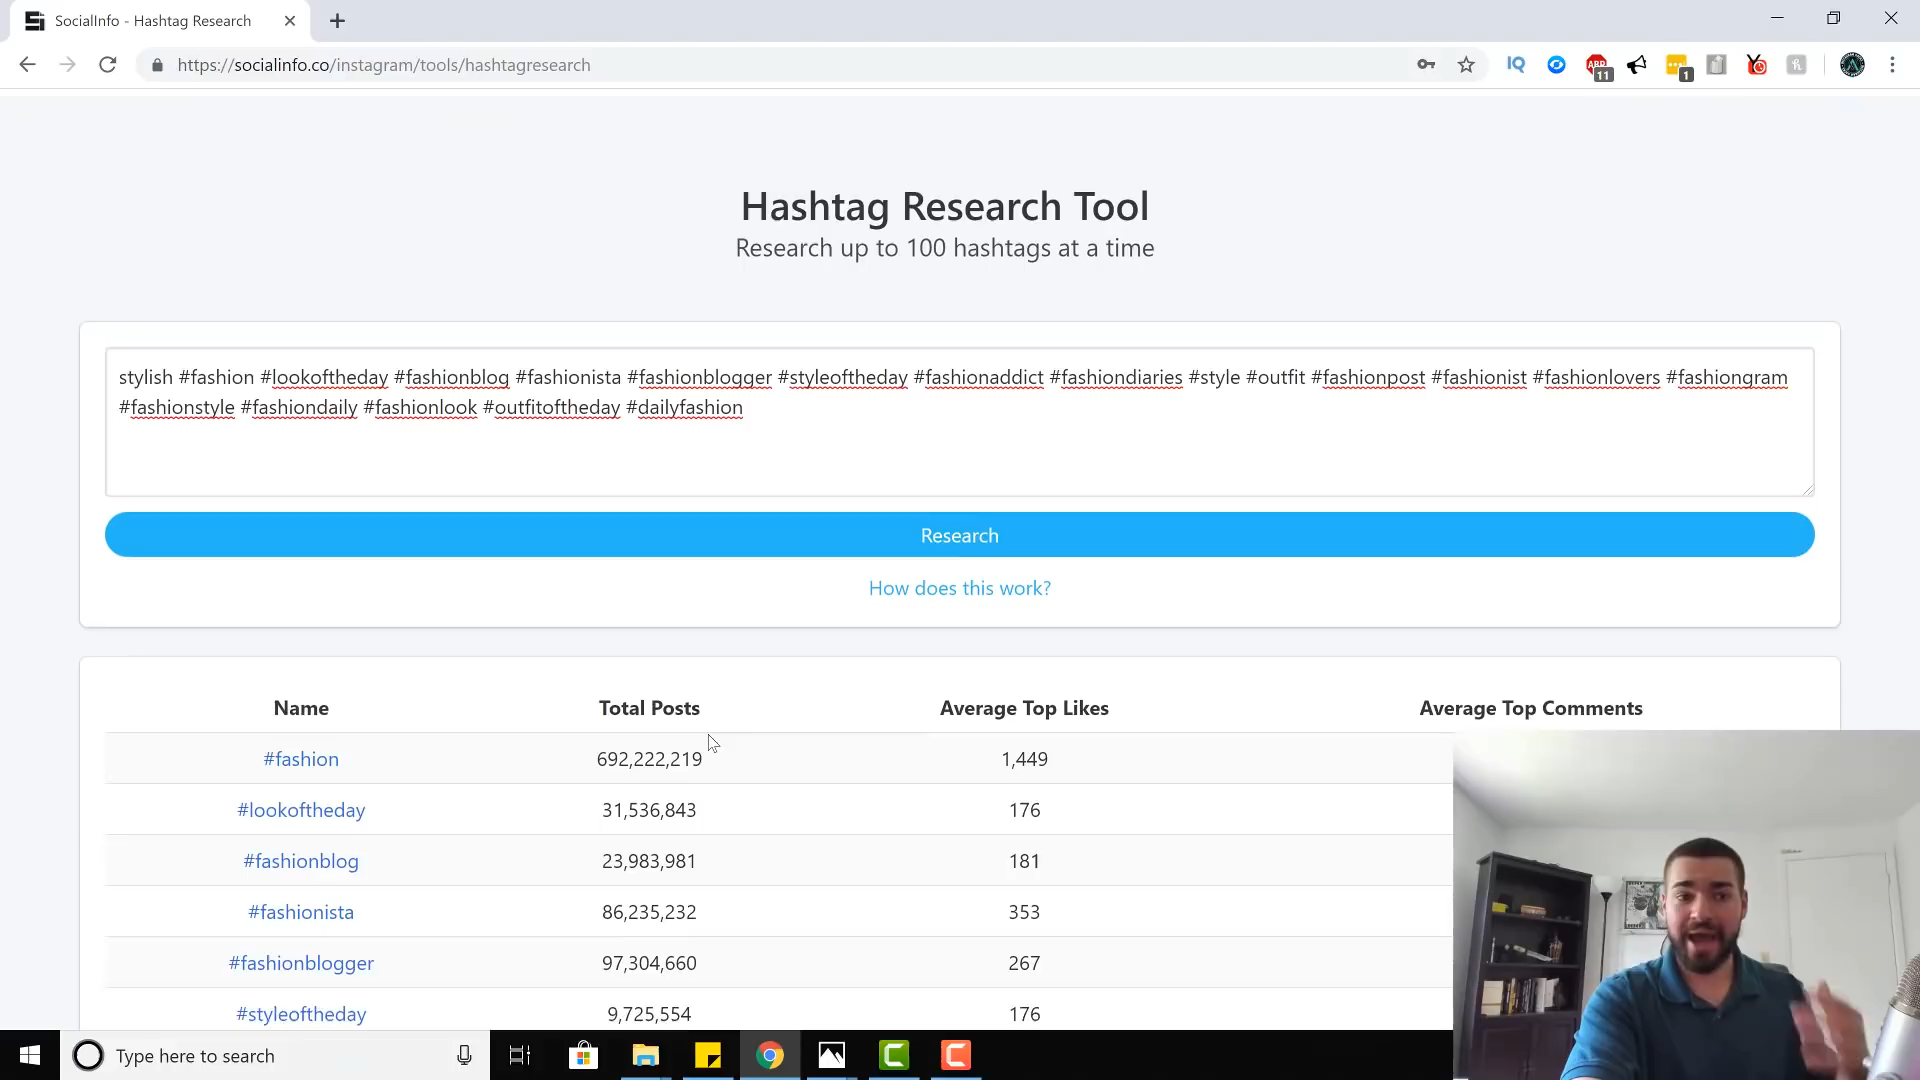 SocialInfo - Hashtag Research
https://socialinfo.co/instagram/tools/hashtagresearch
IQ
ABP
11
1
Hashtag Research Tool
Research up to 100 hashtags at a time
stylish #fashion #lookoftheday #fashionblog #fashionista #fashionblogger #styleoftheday #fashionaddict #fashiondiaries #style #outfit #fashionpost #fashionist #fashionlovers #fashiongram
#fashionstyle #fashiondaily #fashionlook #outfitoftheday #dailyfashion
Research
How does this work?
Name Total Posts Average Top Likes Average Top Comments
#fashion 692,222,219 1,449
#lookoftheday 31,536,843 176
#fashionblog 23,983,981 181
#fashionista 86,235,232 353
#fashionblogger 97,304,660 267
#styleoftheday 9,725,554 176
Type here to search